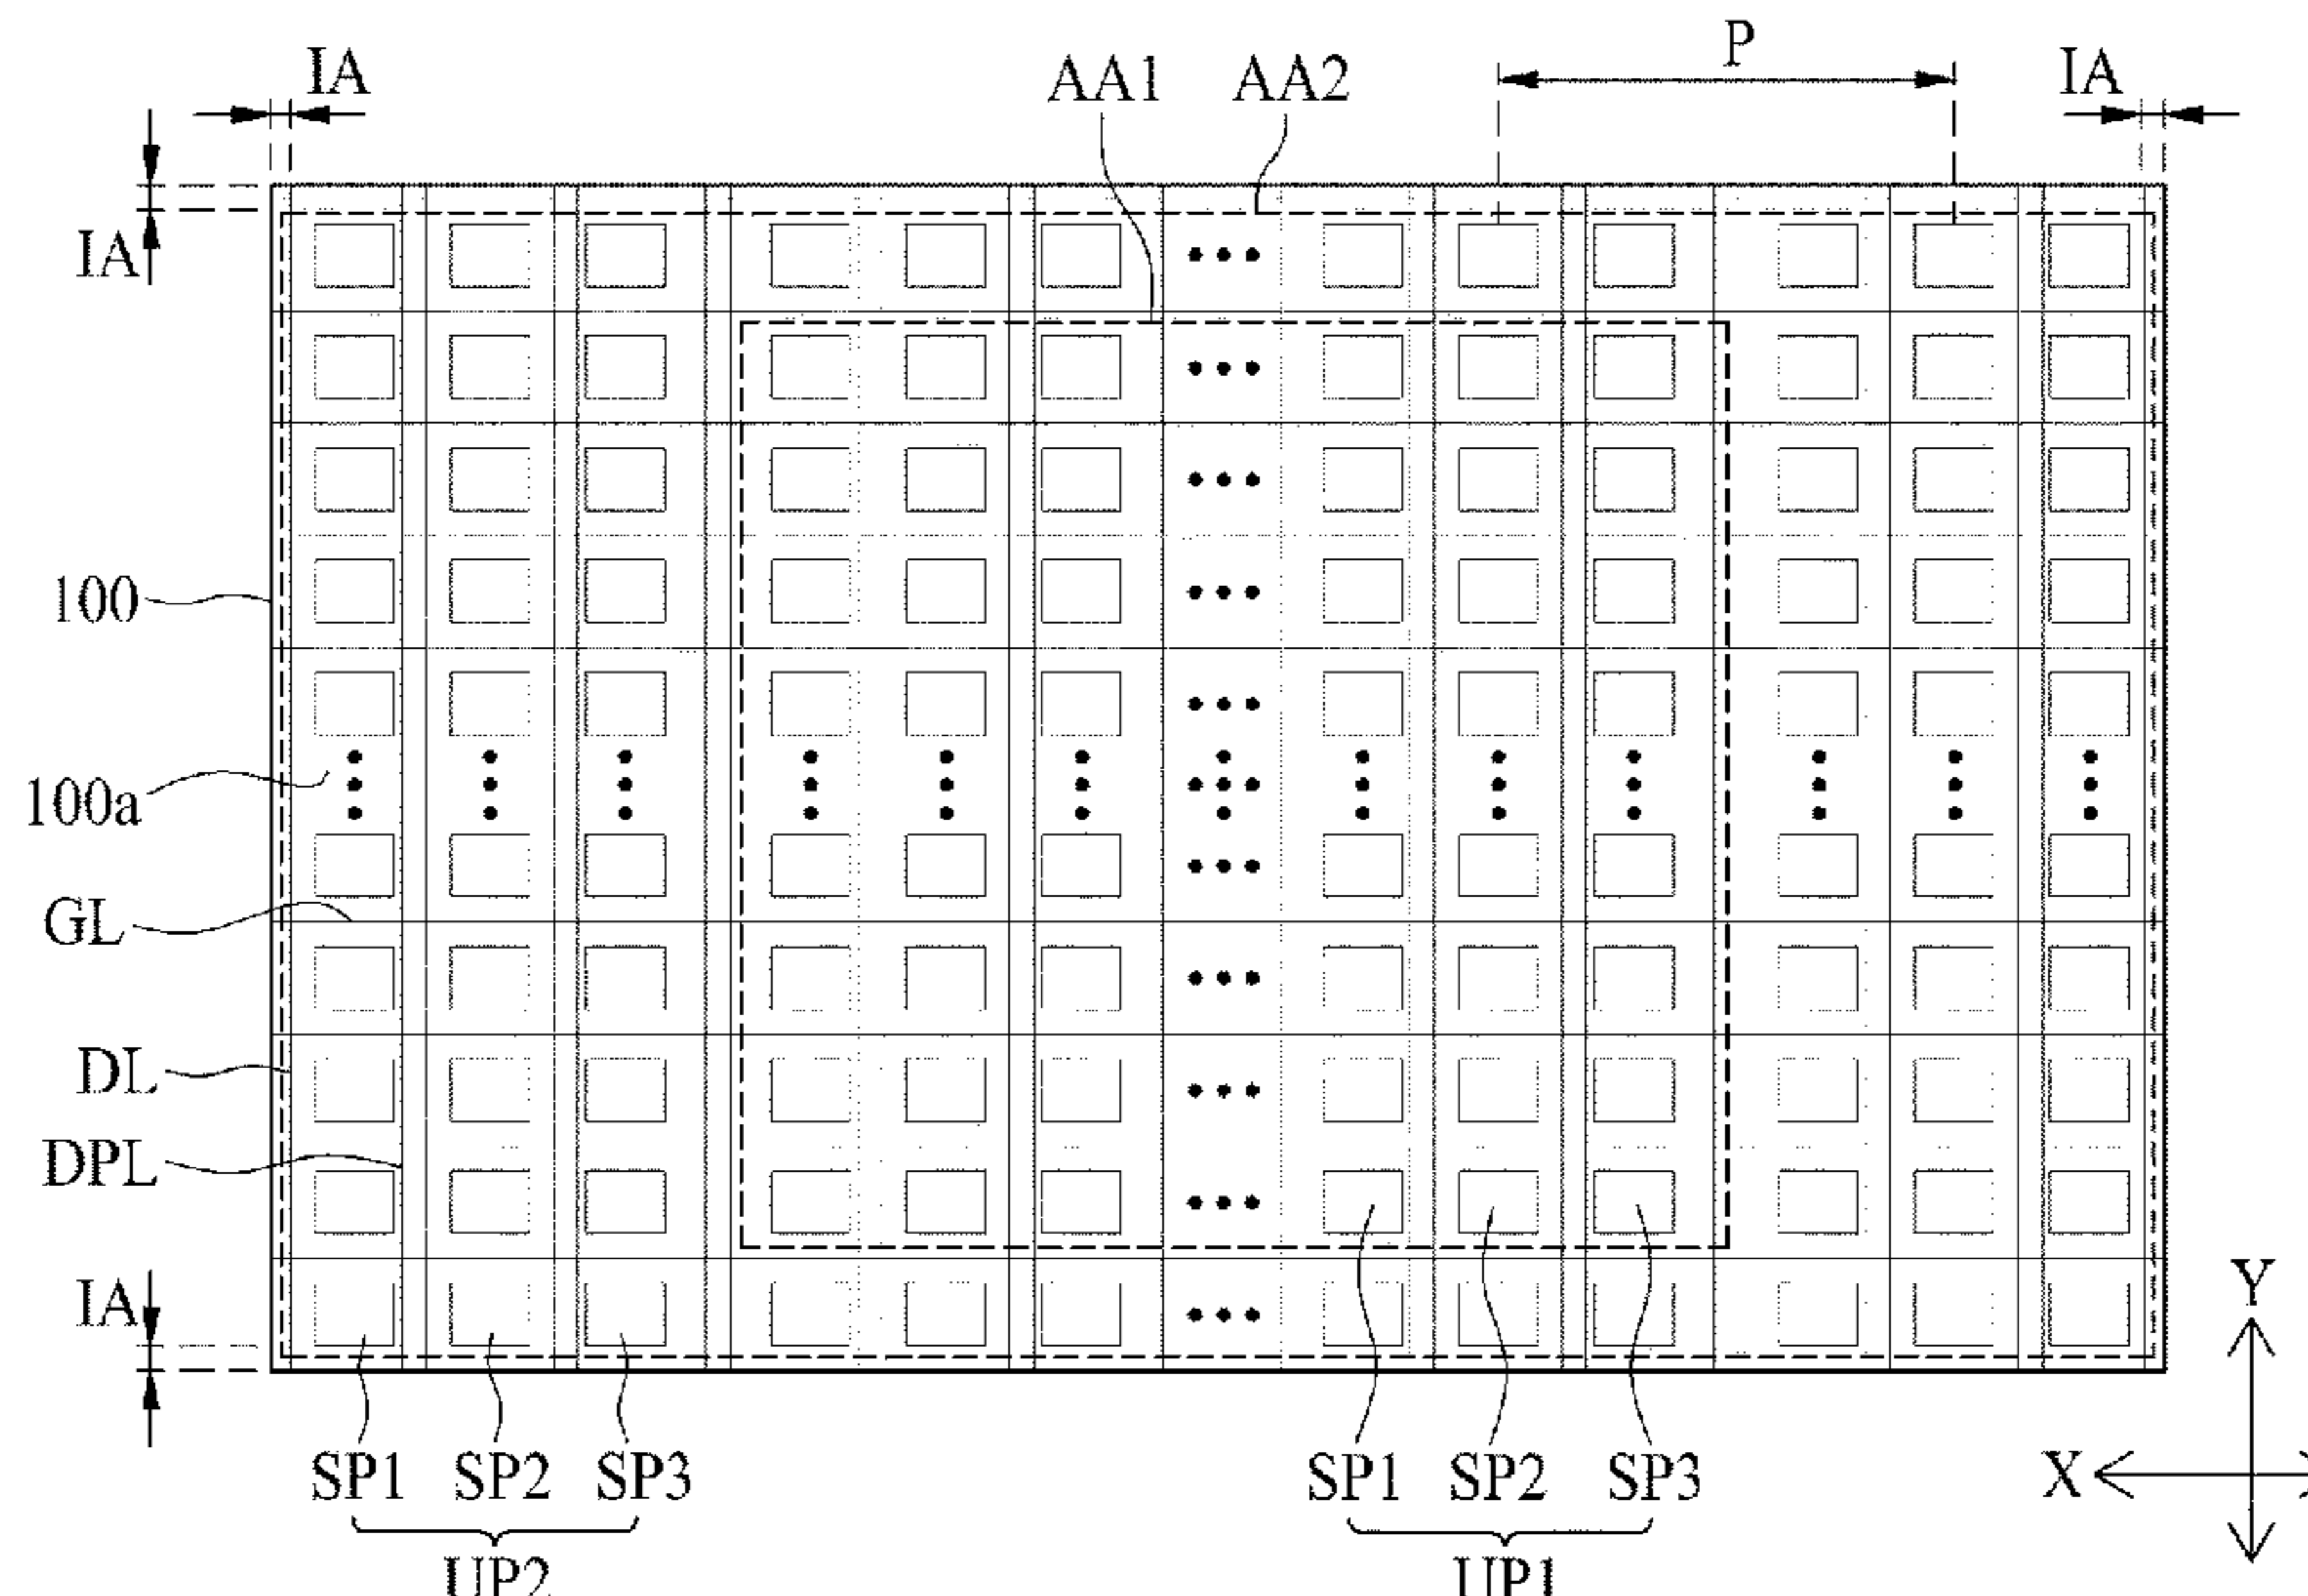 P
IA
AA1
AA2
IA
IA
100
100a
GL
DL
DPL
IA
Y
SP1 SP2 SP3
SP1 SP2 SP3
X
UP2
UP1